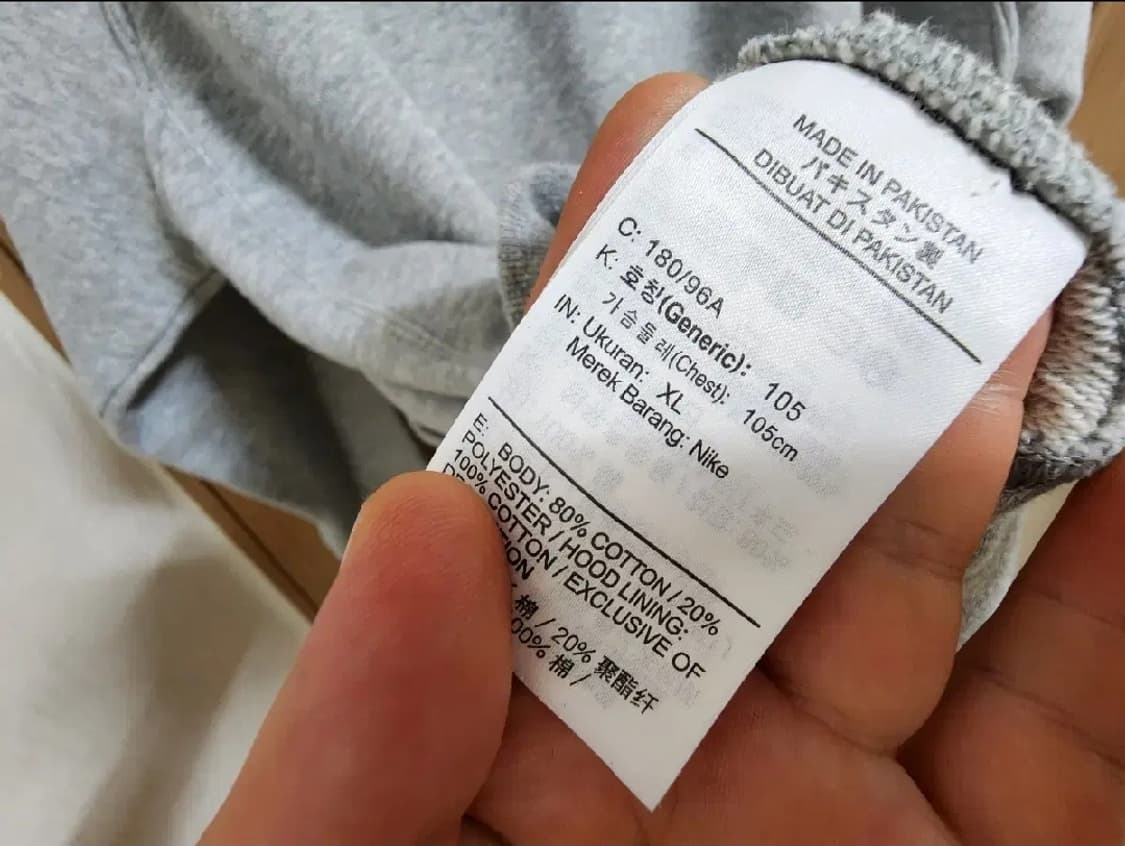 MADE IN PAKISTAN
パキスタン製
DIBUAT DI PAKISTAN
C: 180/96A
K: 호칭(Generic): 105
가슴둘레(Chest): 105cm
IN: Ukuran: XL
Merek Barang: Nike
E: BODY: 80% COTTON / 20%
POLYESTER / HOOD LINING:
100% COTTON / EXCLUSIVE OF
棉 / 20% 聚酯纤
00% 棉 /